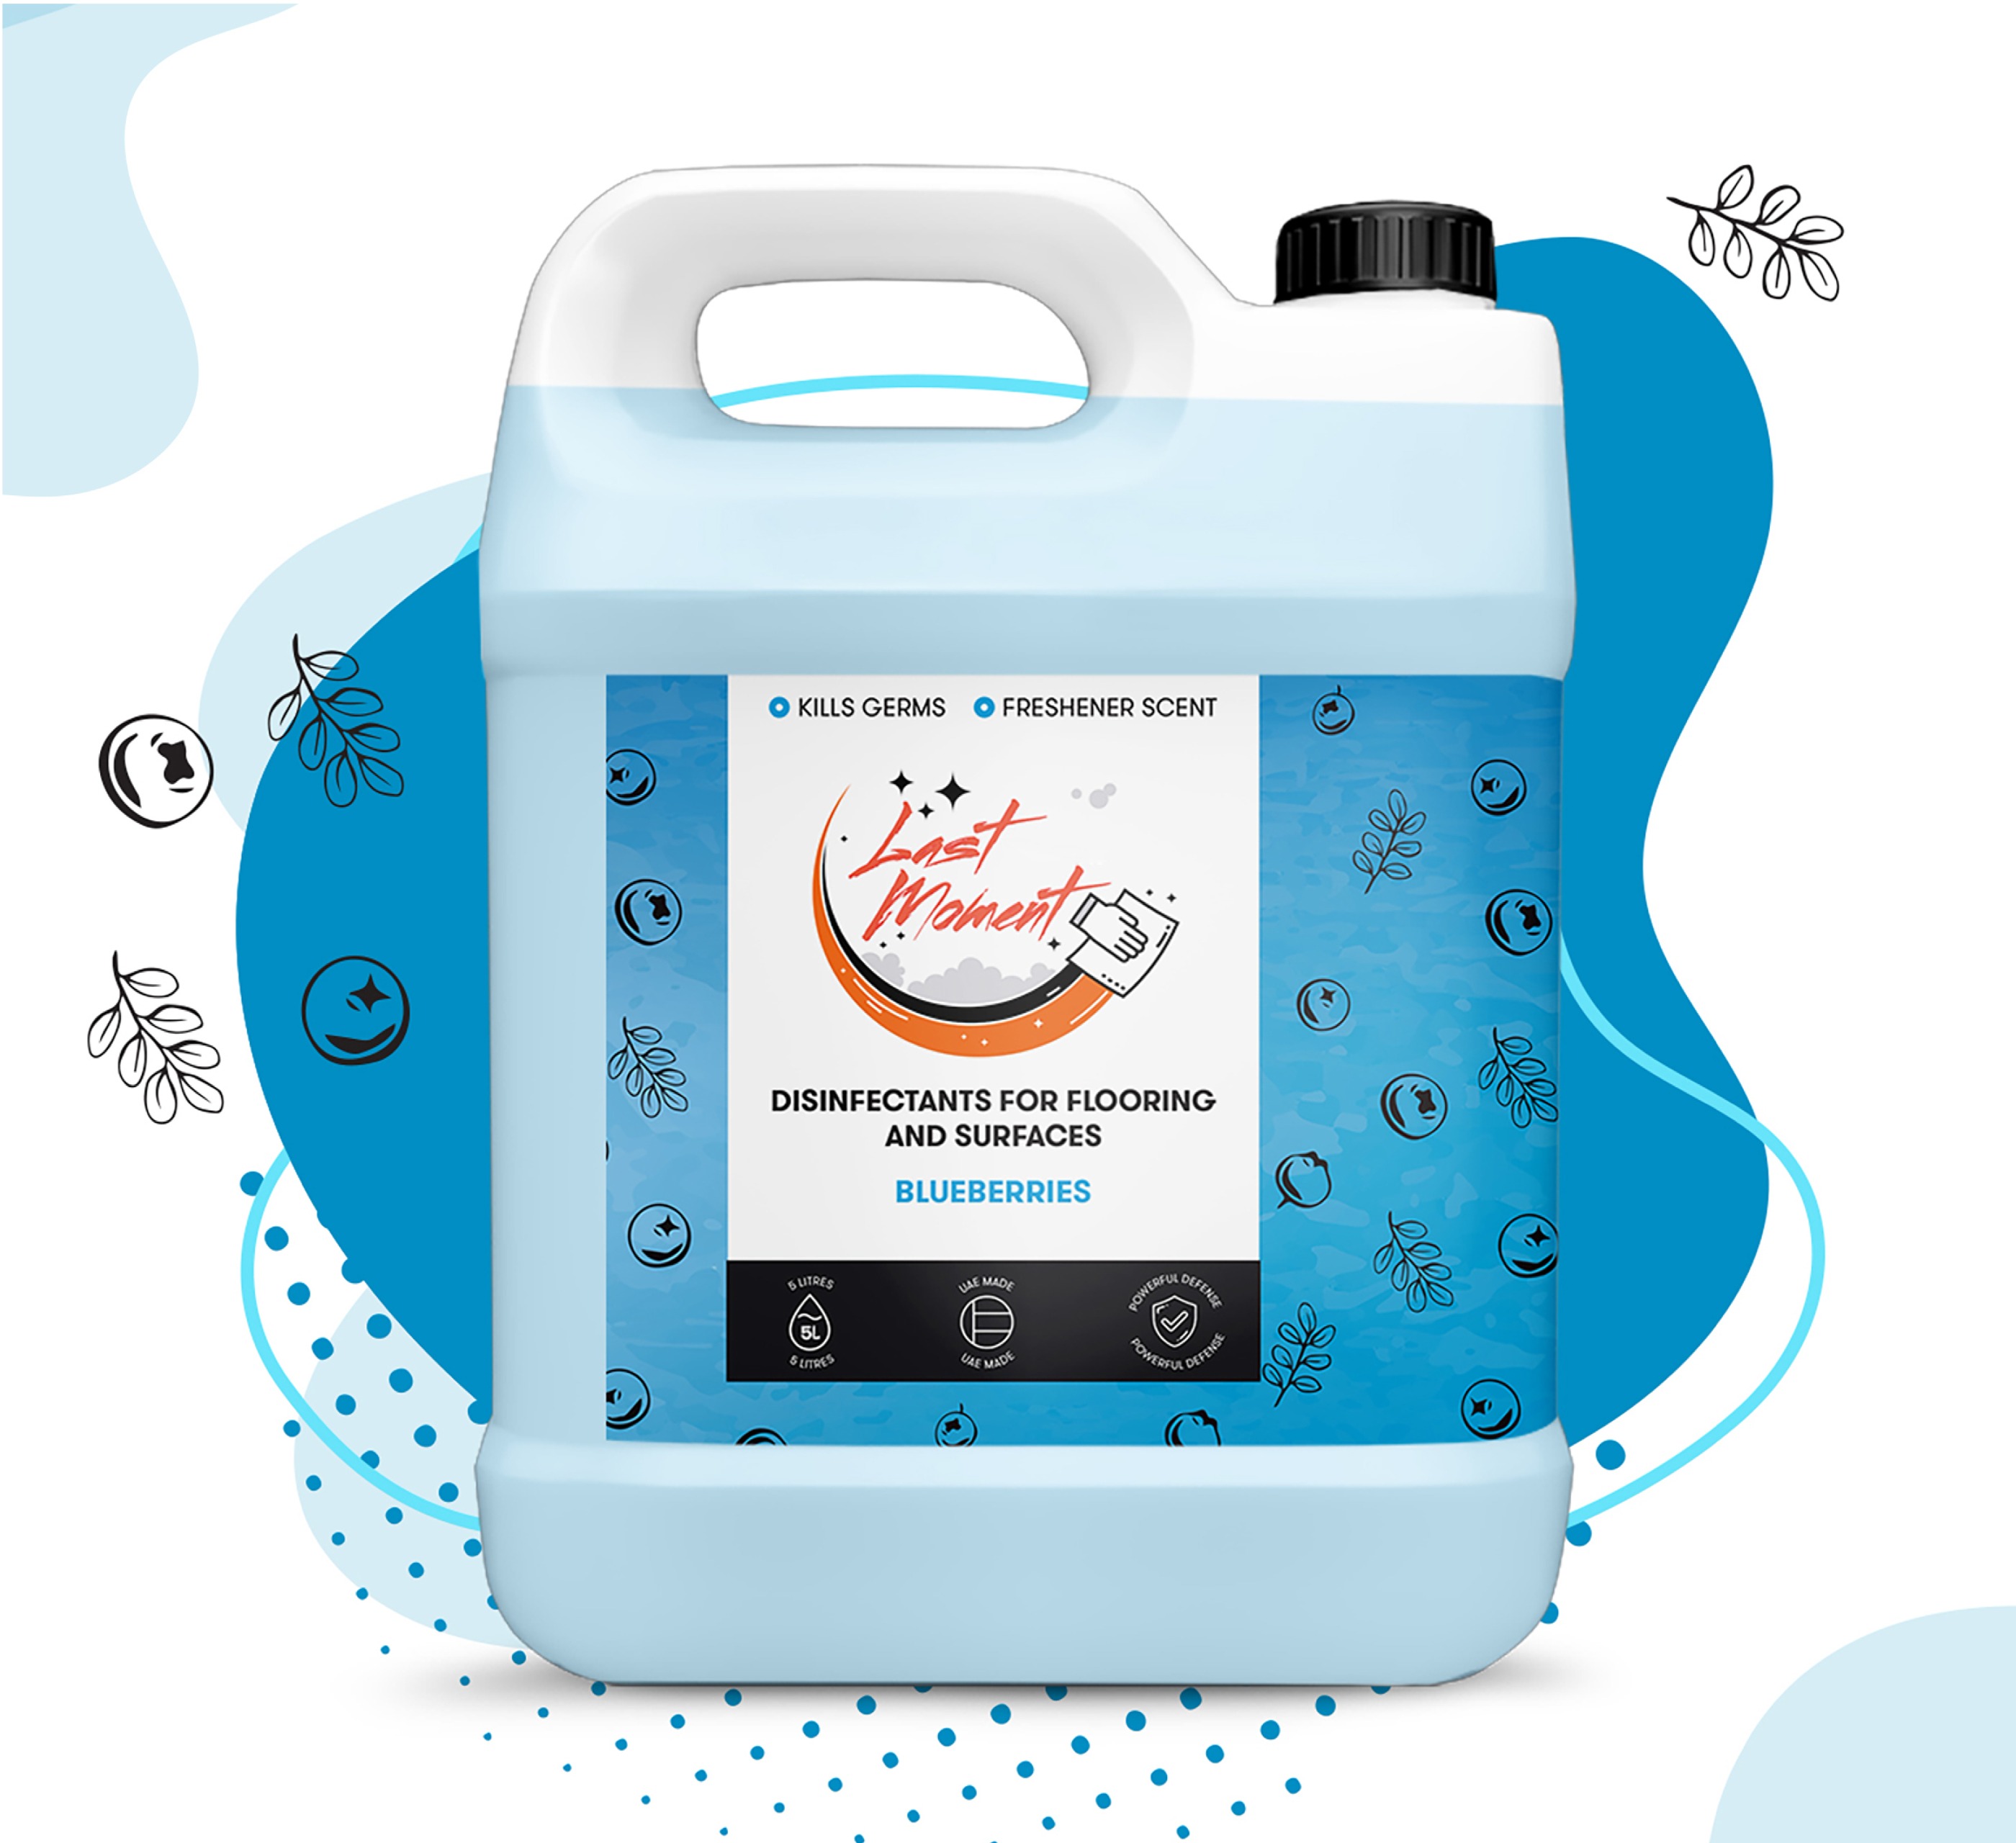 KILLS GERMS FRESHENER SCENT
Last
Moment
DISINFECTANTS FOR FLOORING
AND SURFACES
BLUEBERRIES
5 LITRES
5L
5 LITRES
UAE MADE
UAE MADE
POWERFUL DEFENSE
POWERFUL DEFENSE